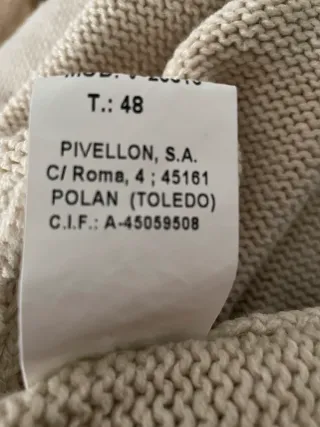 T.: 48
PIVELLON, S.A.
C/ Roma, 4 ; 45161
POLAN (TOLEDO)
C.I.F.: A-45059508